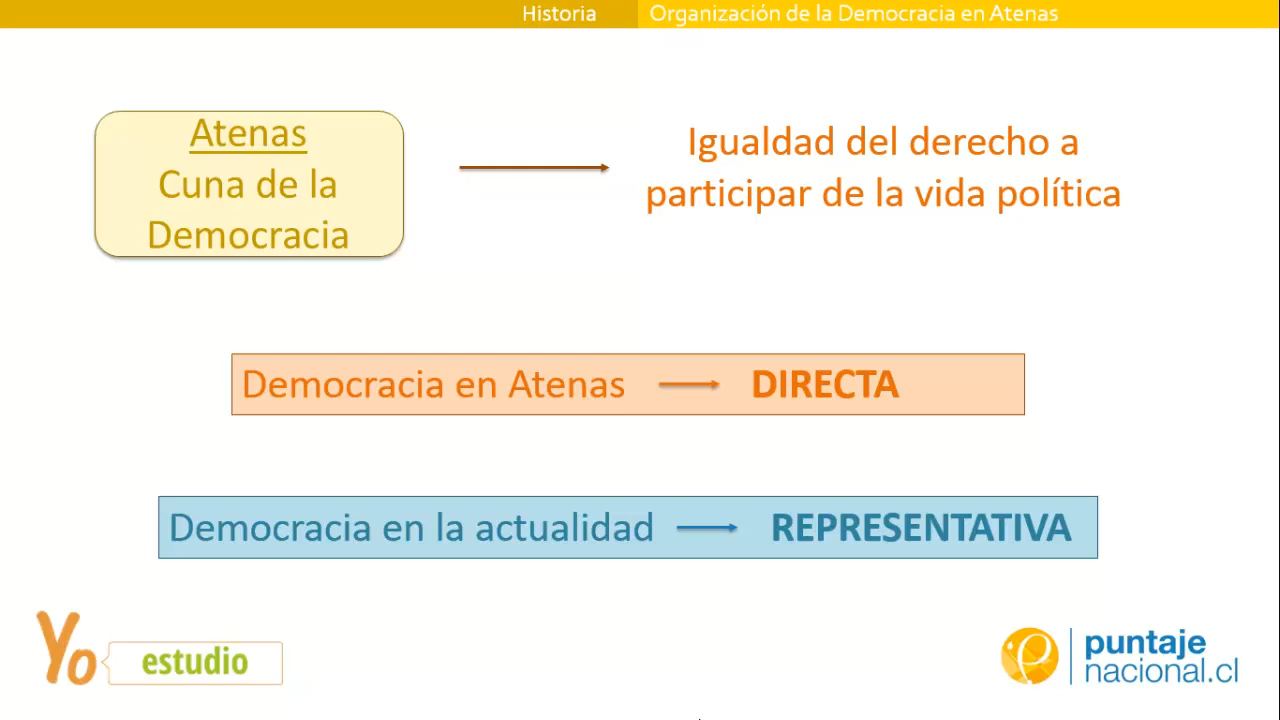 Historia
Organización de la Democracia en Atenas
Atenas
Cuna de la
Democracia
Igualdad del derecho a
participar de la vida política
Democracia en Atenas DIRECTA
Democracia en la actualidad REPRESENTATIVA
Yo estudio
puntaje
nacional.cl